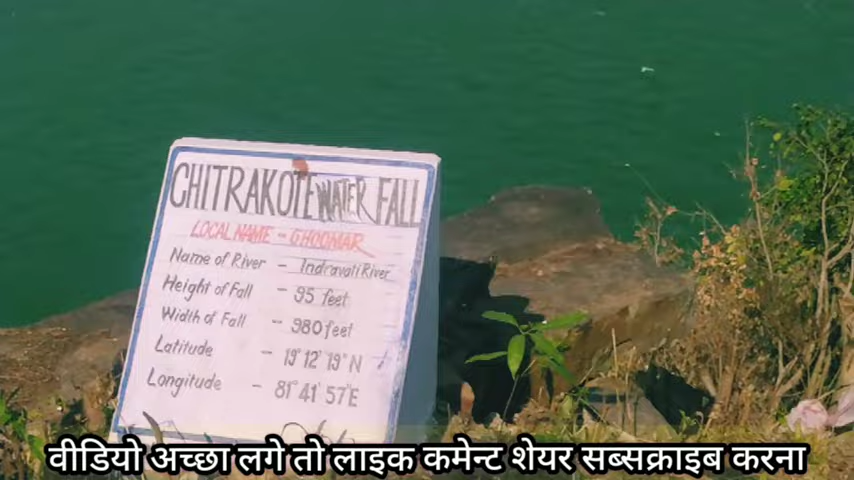 CHITRAKOTE WATER FALL
LOCAL NAME - GHOOMAR
Name of River - Indravati River
Height of Fall - 95 feet
Width of Fall - 980 feet
Latitude - 19° 12' 19" N
Longitude - 81° 41' 57" E
वीडियो अच्छा लगे तो लाइक कमेन्ट शेयर सब्सक्राइब करना